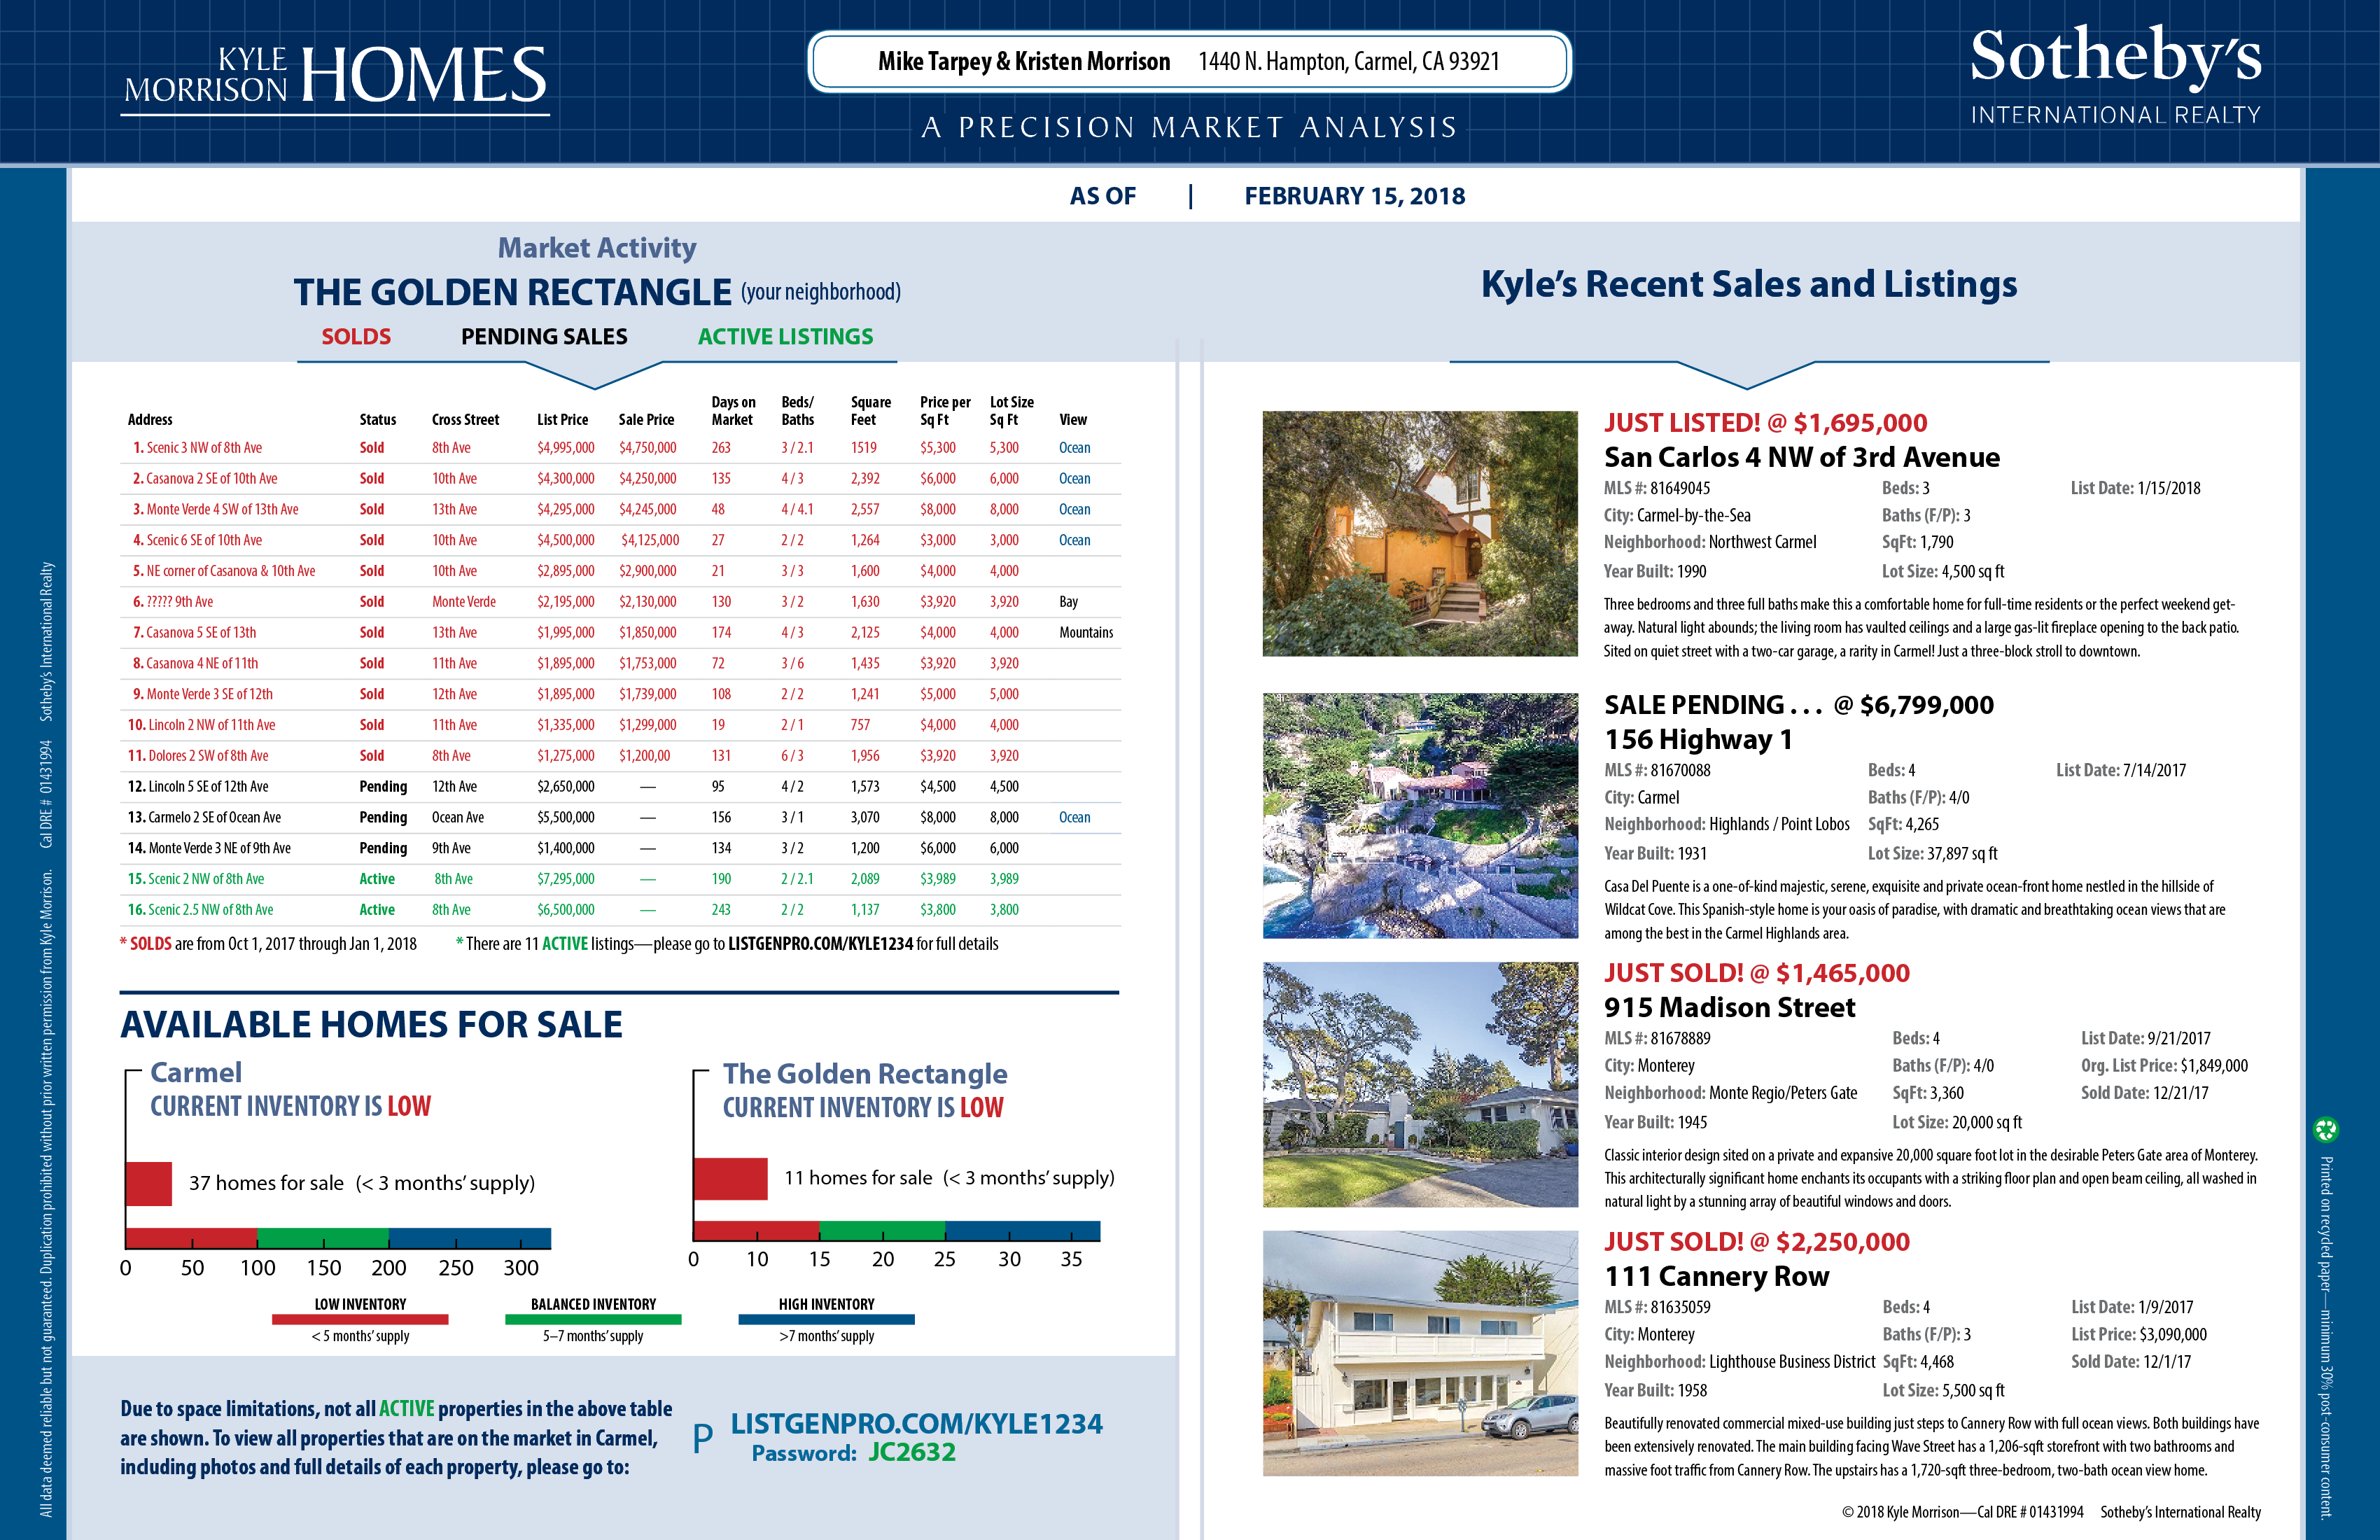 KYLE
MORRISON HOMES
Mike Tarpey & Kristen Morrison 1440 N. Hampton, Carmel, CA 93921
A PRECISION MARKET ANALYSIS
Sotheby's
INTERNATIONAL REALTY
AS OF | FEBRUARY 15, 2018
Market Activity
THE GOLDEN RECTANGLE (your neighborhood)
SOLDS PENDING SALES ACTIVE LISTINGS
Address Status Cross Street List Price Sale Price Days on Market Beds/ Baths Square Feet Price per Sq Ft Lot Size Sq Ft View
1. Scenic 3 NW of 8th Ave Sold 8th Ave $4,995,000 $4,750,000 263 3 / 2.1 1519 $5,300 5,300 Ocean
2. Casanova 2 SE of 10th Ave Sold 10th Ave $4,300,000 $4,250,000 135 4 / 3 2,392 $6,000 6,000 Ocean
3. Monte Verde 4 SW of 13th Ave Sold 13th Ave $4,295,000 $4,245,000 48 4 / 4.1 2,557 $8,000 8,000 Ocean
4. Scenic 6 SE of 10th Ave Sold 10th Ave $4,500,000 $4,125,000 27 2 / 2 1,264 $3,000 3,000 Ocean
5. NE corner of Casanova & 10th Ave Sold 10th Ave $2,895,000 $2,900,000 21 3 / 3 1,600 $4,000 4,000
6. ????? 9th Ave Sold Monte Verde $2,195,000 $2,130,000 130 3 / 2 1,630 $3,920 3,920 Bay
7. Casanova 5 SE of 13th Sold 13th Ave $1,995,000 $1,850,000 174 4 / 3 2,125 $4,000 4,000 Mountains
8. Casanova 4 NE of 11th Sold 11th Ave $1,895,000 $1,753,000 72 3 / 6 1,435 $3,920 3,920
9. Monte Verde 3 SE of 12th Sold 12th Ave $1,895,000 $1,739,000 108 2 / 2 1,241 $5,000 5,000
10. Lincoln 2 NW of 11th Ave Sold 11th Ave $1,335,000 $1,299,000 19 2 / 1 757 $4,000 4,000
11. Dolores 2 SW of 8th Ave Sold 8th Ave $1,275,000 $1,200,00 131 6 / 3 1,956 $3,920 3,920
12. Lincoln 5 SE of 12th Ave Pending 12th Ave $2,650,000 — 95 4 / 2 1,573 $4,500 4,500
13. Carmelo 2 SE of Ocean Ave Pending Ocean Ave $5,500,000 — 156 3 / 1 3,070 $8,000 8,000 Ocean
14. Monte Verde 3 NE of 9th Ave Pending 9th Ave $1,400,000 — 134 3 / 2 1,200 $6,000 6,000
15. Scenic 2 NW of 8th Ave Active 8th Ave $7,295,000 — 190 2 / 2.1 2,089 $3,989 3,989
16. Scenic 2.5 NW of 8th Ave Active 8th Ave $6,500,000 — 243 2 / 2 1,137 $3,800 3,800
* SOLDS are from Oct 1, 2017 through Jan 1, 2018 * There are 11 ACTIVE listings—please go to LISTGENPRO.COM/KYLE1234 for full details
AVAILABLE HOMES FOR SALE
Carmel
CURRENT INVENTORY IS LOW
37 homes for sale (< 3 months' supply)
0 50 100 150 200 250 300
The Golden Rectangle
CURRENT INVENTORY IS LOW
11 homes for sale (< 3 months' supply)
0 10 15 20 25 30 35
LOW INVENTORY BALANCED INVENTORY HIGH INVENTORY
< 5 months' supply 5–7 months' supply >7 months' supply
Due to space limitations, not all ACTIVE properties in the above table
are shown. To view all properties that are on the market in Carmel,
including photos and full details of each property, please go to:
P LISTGENPRO.COM/KYLE1234
Password: JC2632
Kyle's Recent Sales and Listings
JUST LISTED! @ $1,695,000
San Carlos 4 NW of 3rd Avenue
MLS #: 81649045 Beds: 3 List Date: 1/15/2018
City: Carmel-by-the-Sea Baths (F/P): 3
Neighborhood: Northwest Carmel SqFt: 1,790
Year Built: 1990 Lot Size: 4,500 sq ft
Three bedrooms and three full baths make this a comfortable home for full-time residents or the perfect weekend get-
away. Natural light abounds; the living room has vaulted ceilings and a large gas-lit fireplace opening to the back patio.
Sited on quiet street with a two-car garage, a rarity in Carmel! Just a three-block stroll to downtown.
SALE PENDING . . . @ $6,799,000
156 Highway 1
MLS #: 81670088 Beds: 4 List Date: 7/14/2017
City: Carmel Baths (F/P): 4/0
Neighborhood: Highlands / Point Lobos SqFt: 4,265
Year Built: 1931 Lot Size: 37,897 sq ft
Casa Del Puente is a one-of-kind majestic, serene, exquisite and private ocean-front home nestled in the hillside of
Wildcat Cove. This Spanish-style home is your oasis of paradise, with dramatic and breathtaking ocean views that are
among the best in the Carmel Highlands area.
JUST SOLD! @ $1,465,000
915 Madison Street
MLS #: 81678889 Beds: 4 List Date: 9/21/2017
City: Monterey Baths (F/P): 4/0 Org. List Price: $1,849,000
Neighborhood: Monte Regio/Peters Gate SqFt: 3,360 Sold Date: 12/21/17
Year Built: 1945 Lot Size: 20,000 sq ft
Classic interior design sited on a private and expansive 20,000 square foot lot in the desirable Peters Gate area of Monterey.
This architecturally significant home enchants its occupants with a striking floor plan and open beam ceiling, all washed in
natural light by a stunning array of beautiful windows and doors.
JUST SOLD! @ $2,250,000
111 Cannery Row
MLS #: 81635059 Beds: 4 List Date: 1/9/2017
City: Monterey Baths (F/P): 3 List Price: $3,090,000
Neighborhood: Lighthouse Business District SqFt: 4,468 Sold Date: 12/1/17
Year Built: 1958 Lot Size: 5,500 sq ft
Beautifully renovated commercial mixed-use building just steps to Cannery Row with full ocean views. Both buildings have
been extensively renovated. The main building facing Wave Street has a 1,206-sqft storefront with two bathrooms and
massive foot traffic from Cannery Row. The upstairs has a 1,720-sqft three-bedroom, two-bath ocean view home.
© 2018 Kyle Morrison—Cal DRE # 01431994 Sotheby's International Realty
All data deemed reliable but not guaranteed. Duplication prohibited without prior written permission from Kyle Morrison. Cal DRE # 01431994 Sotheby's International Realty
Printed on recycled paper—minimum 30% post-consumer content.